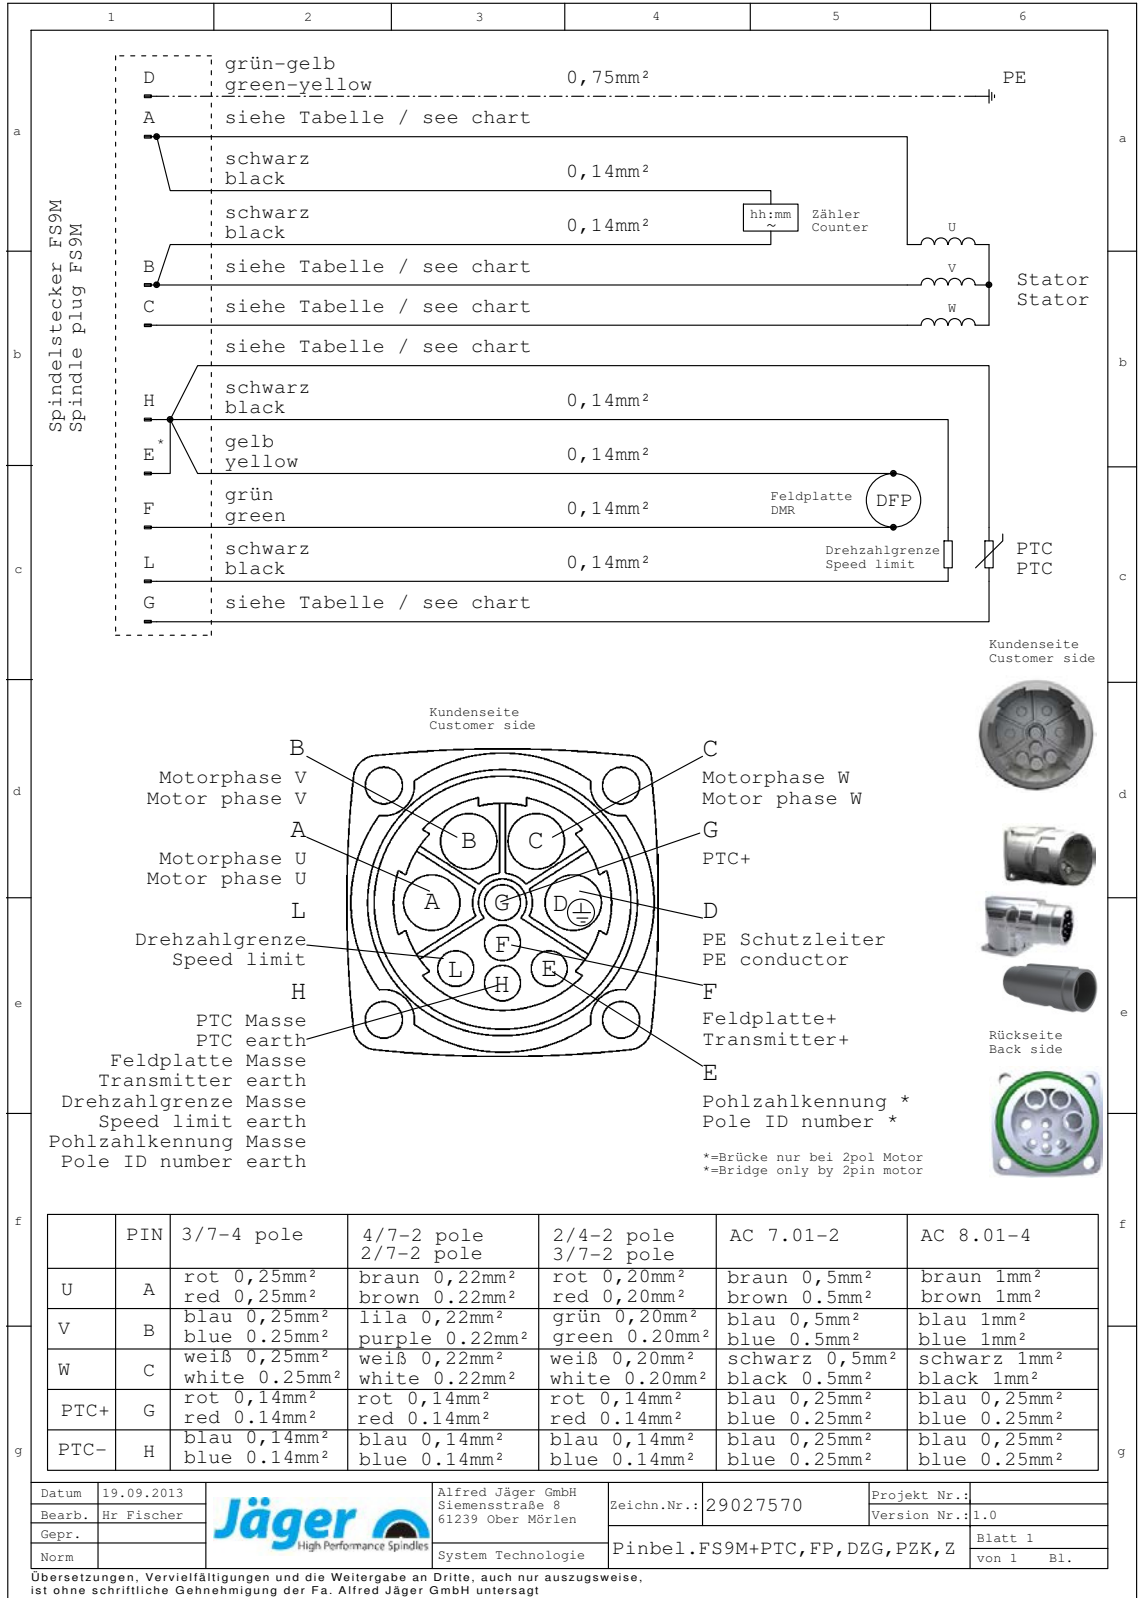 1 2 3 4 5 6
a a
b b
c c
d d
e e
f f
g g
Spindelstecker FS9M
Spindle plug FS9M
D
grün-gelb
green-yellow
0,75mm²
PE
A
siehe Tabelle / see chart
schwarz
black
0,14mm²
schwarz
black
0,14mm²
hh:mm
~
Zähler
Counter
U
B
siehe Tabelle / see chart
V
C
siehe Tabelle / see chart
W
Stator
Stator
siehe Tabelle / see chart
H
schwarz
black
0,14mm²
E *
gelb
yellow
0,14mm²
F
grün
green
0,14mm²
Feldplatte
DMR
DFP
L
schwarz
black
0,14mm²
Drehzahlgrenze
Speed limit
PTC
PTC
G
siehe Tabelle / see chart
Kundenseite
Customer side
Kundenseite
Customer side
B
Motorphase V
Motor phase V
A
Motorphase U
Motor phase U
L
Drehzahlgrenze
Speed limit
H
PTC Masse
PTC earth
Feldplatte Masse
Transmitter earth
Drehzahlgrenze Masse
Speed limit earth
Pohlzahlkennung Masse
Pole ID number earth
B C
A G D
F
L E
H
C
Motorphase W
Motor phase W
G
PTC+
D
PE Schutzleiter
PE conductor
F
Feldplatte+
Transmitter+
E
Pohlzahlkennung *
Pole ID number *
*=Brücke nur bei 2pol Motor
*=Bridge only by 2pin motor
Rückseite
Back side
PIN 3/7-4 pole 4/7-2 pole 2/4-2 pole AC 7.01-2 AC 8.01-4
2/7-2 pole 3/7-2 pole
U A rot 0,25mm² braun 0,22mm² rot 0,20mm² braun 0,5mm² braun 1mm²
red 0,25mm² brown 0.22mm² red 0,20mm² brown 0.5mm² brown 1mm²
V B blau 0,25mm² lila 0,22mm² grün 0,20mm² blau 0,5mm² blau 1mm²
blue 0.25mm² purple 0.22mm² green 0.20mm² blue 0.5mm² blue 1mm²
W C weiß 0,25mm² weiß 0,22mm² weiß 0,20mm² schwarz 0,5mm² schwarz 1mm²
white 0.25mm² white 0.22mm² white 0.20mm² black 0.5mm² black 1mm²
PTC+ G rot 0,14mm² rot 0,14mm² rot 0,14mm² blau 0,25mm² blau 0,25mm²
red 0.14mm² red 0.14mm² red 0.14mm² blue 0.25mm² blue 0.25mm²
PTC- H blau 0,14mm² blau 0,14mm² blau 0,14mm² blau 0,25mm² blau 0,25mm²
blue 0.14mm² blue 0.14mm² blue 0.14mm² blue 0.25mm² blue 0.25mm²
Datum 19.09.2013
Bearb. Hr Fischer
Gepr.
Norm
Jäger
High Performance Spindles
Alfred Jäger GmbH
Siemensstraße 8
61239 Ober Mörlen
System Technologie
Zeichn.Nr.: 29027570
Projekt Nr.:
Version Nr.: 1.0
Pinbel.FS9M+PTC,FP,DZG,PZK,Z
Blatt 1
von 1 Bl.
Übersetzungen, Vervielfältigungen und die Weitergabe an Dritte, auch nur auszugsweise,
ist ohne schriftliche Gehnehmigung der Fa. Alfred Jäger GmbH untersagt